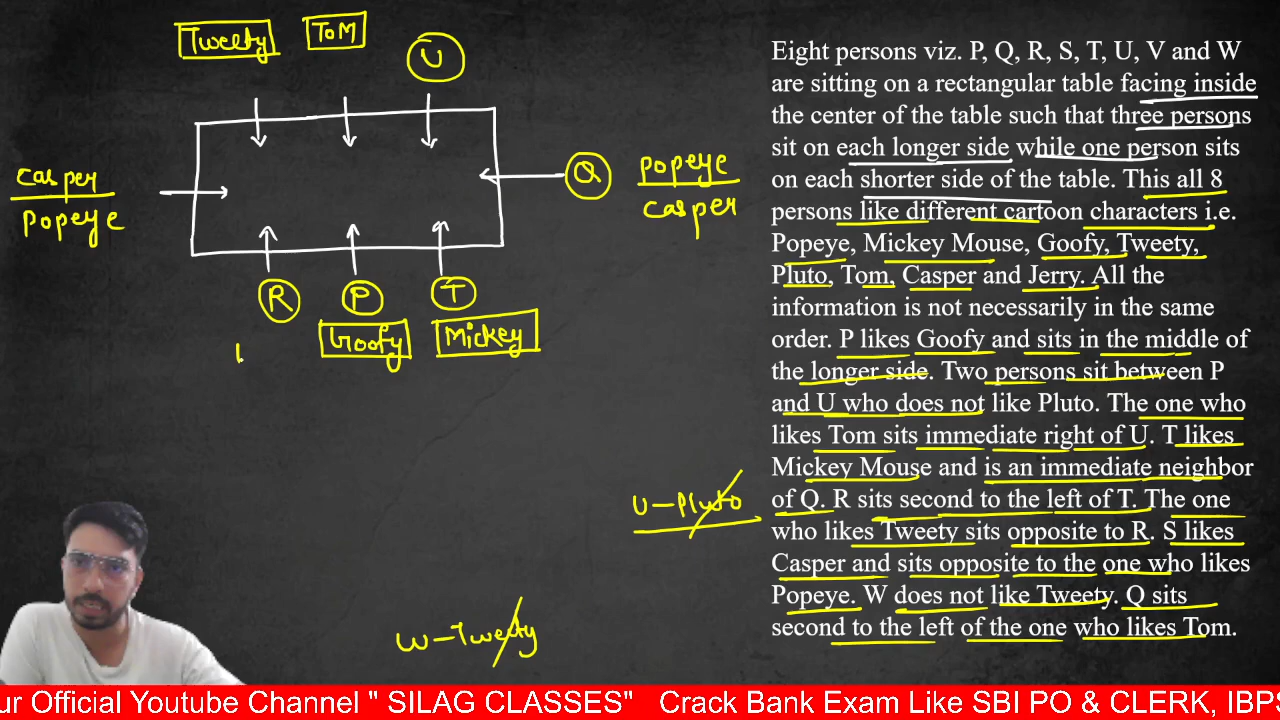 Tweety
ToM
U
casper
popeye
Q
popeye
casper
R
P
T
Goofy
Mickey
U-Pluto
W-Tweety
Eight persons viz. P, Q, R, S, T, U, V and W
are sitting on a rectangular table facing inside
the center of the table such that three persons
sit on each longer side while one person sits
on each shorter side of the table. This all 8
persons like different cartoon characters i.e.
Popeye, Mickey Mouse, Goofy, Tweety,
Pluto, Tom, Casper and Jerry. All the
information is not necessarily in the same
order. P likes Goofy and sits in the middle of
the longer side. Two persons sit between P
and U who does not like Pluto. The one who
likes Tom sits immediate right of U. T likes
Mickey Mouse and is an immediate neighbor
of Q. R sits second to the left of T. The one
who likes Tweety sits opposite to R. S likes
Casper and sits opposite to the one who likes
Popeye. W does not like Tweety. Q sits
second to the left of the one who likes Tom.
ur Official Youtube Channel " SILAG CLASSES" Crack Bank Exam Like SBI PO & CLERK, IBPS